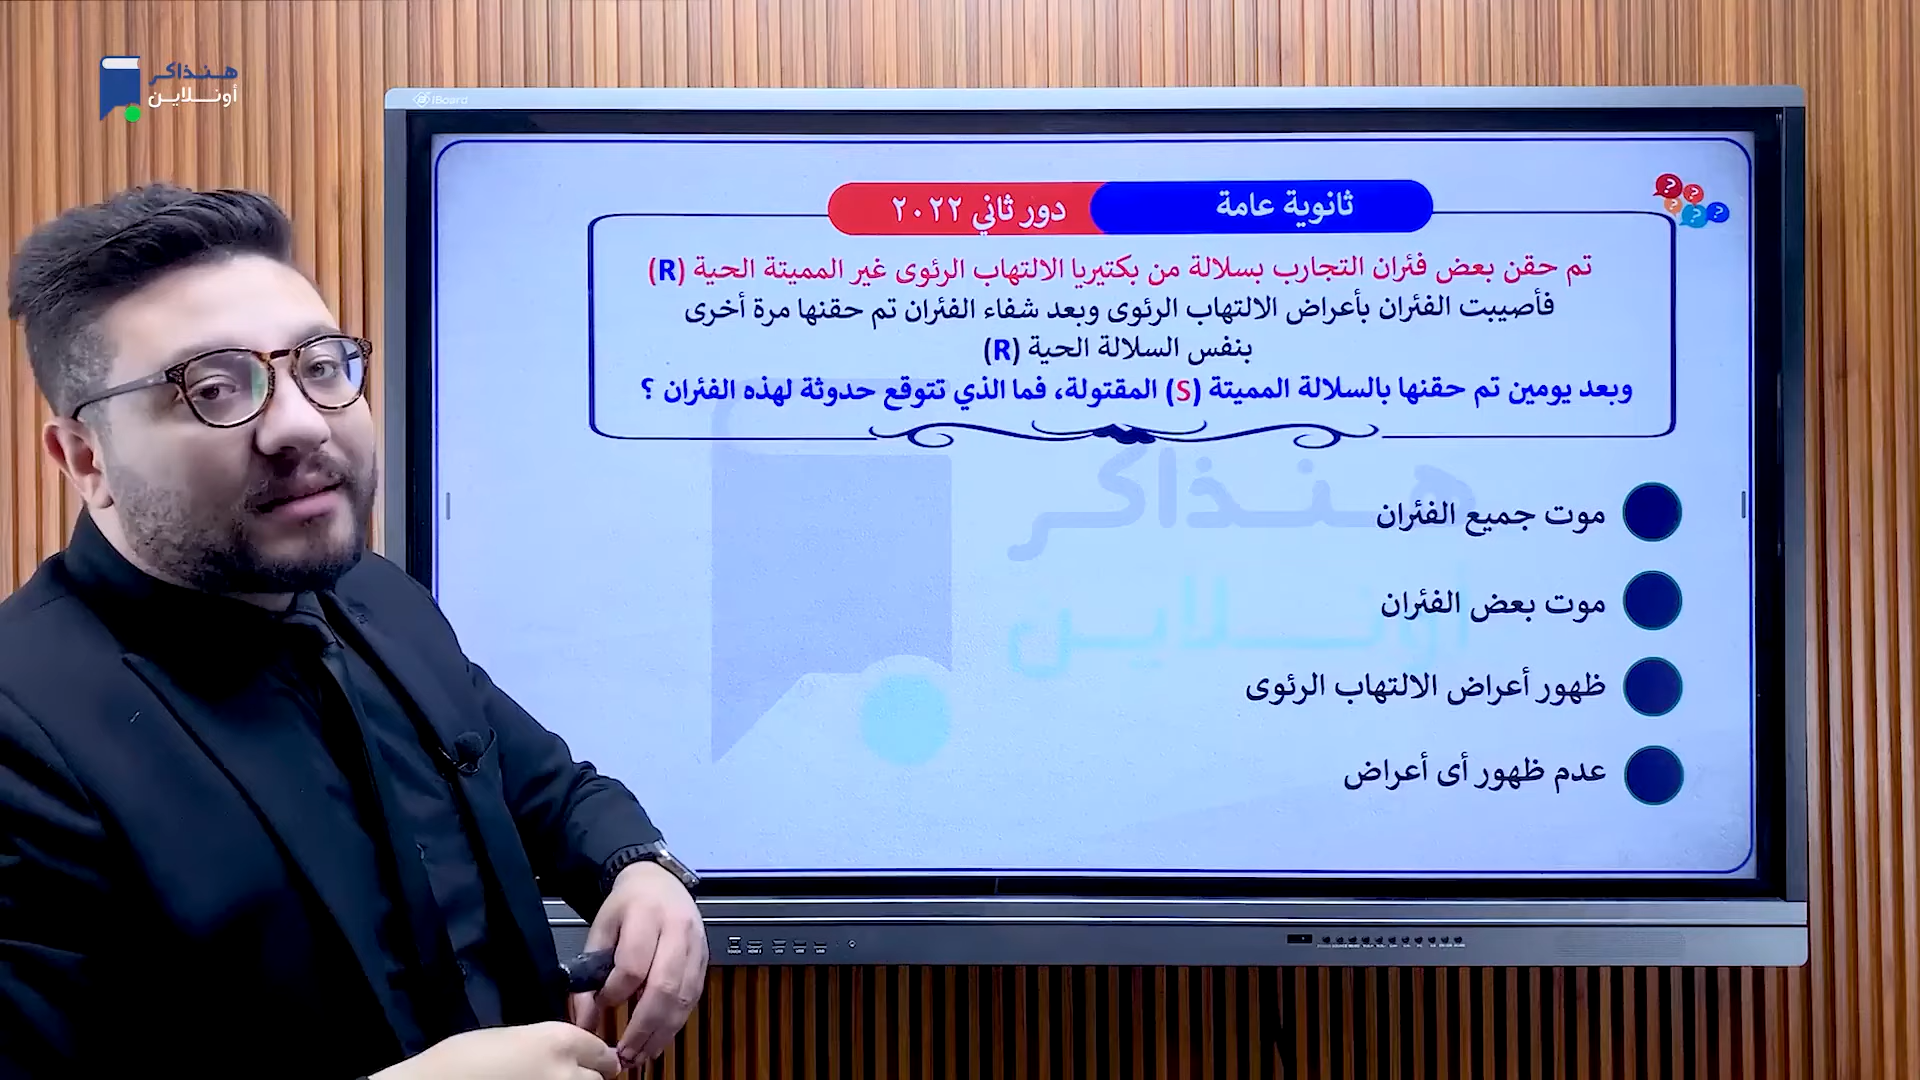 هنذاكر
أونلاين
iBoard
ثانوية عامة
دور ثاني ٢٠٢٢
تم حقن بعض فئران التجارب بسلالة من بكتيريا الالتهاب الرئوى غير المميتة الحية (R)
فأصيبت الفئران بأعراض الالتهاب الرئوى وبعد شفاء الفئران تم حقنها مرة أخرى
بنفس السلالة الحية (R)
وبعد يومين تم حقنها بالسلالة المميتة (S) المقتولة، فما الذي تتوقع حدوثة لهذه الفئران ؟
هنذاكر
أونلاين
موت جميع الفئران
موت بعض الفئران
ظهور أعراض الالتهاب الرئوى
عدم ظهور أى أعراض